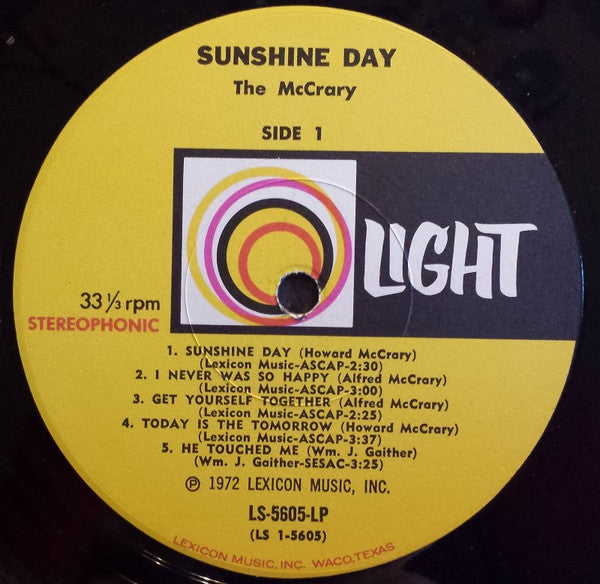 SUNSHINE DAY
The McCrary
SIDE 1
LIGHT
33 ⅓ rpm
STEREOPHONIC
1. SUNSHINE DAY (Howard McCrary)
(Lexicon Music-ASCAP-2:30)
2. I NEVER WAS SO HAPPY (Alfred McCrary)
(Lexicon Music-ASCAP-3:00)
3. GET YOURSELF TOGETHER (Alfred McCrary)
(Lexicon Music-ASCAP-2:25)
4. TODAY IS THE TOMORROW (Howard McCrary)
(Lexicon Music-ASCAP-3:37)
5. HE TOUCHED ME (Wm. J. Gaither)
(Wm. J. Gaither-SESAC-3:25)
℗ 1972 LEXICON MUSIC, INC.
LS-5605-LP
(LS 1-5605)
LEXICON MUSIC, INC. WACO, TEXAS